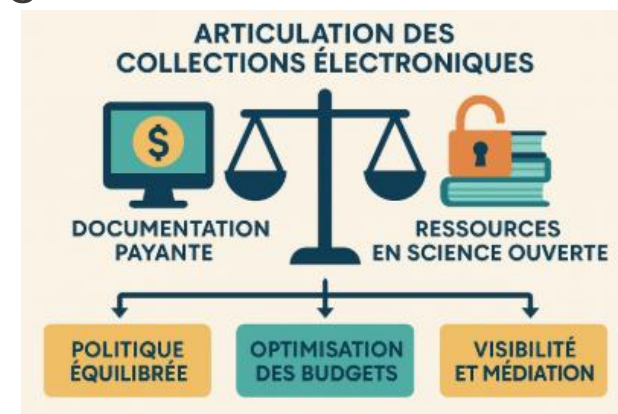 ARTICULATION DES
COLLECTIONS ÉLECTRONIQUES
$
DOCUMENTATION
PAYANTE
RESSOURCES
EN SCIENCE OUVERTE
POLITIQUE
ÉQUILIBRÉE
OPTIMISATION
DES BUDGETS
VISIBILITÉ
ET MÉDIATION